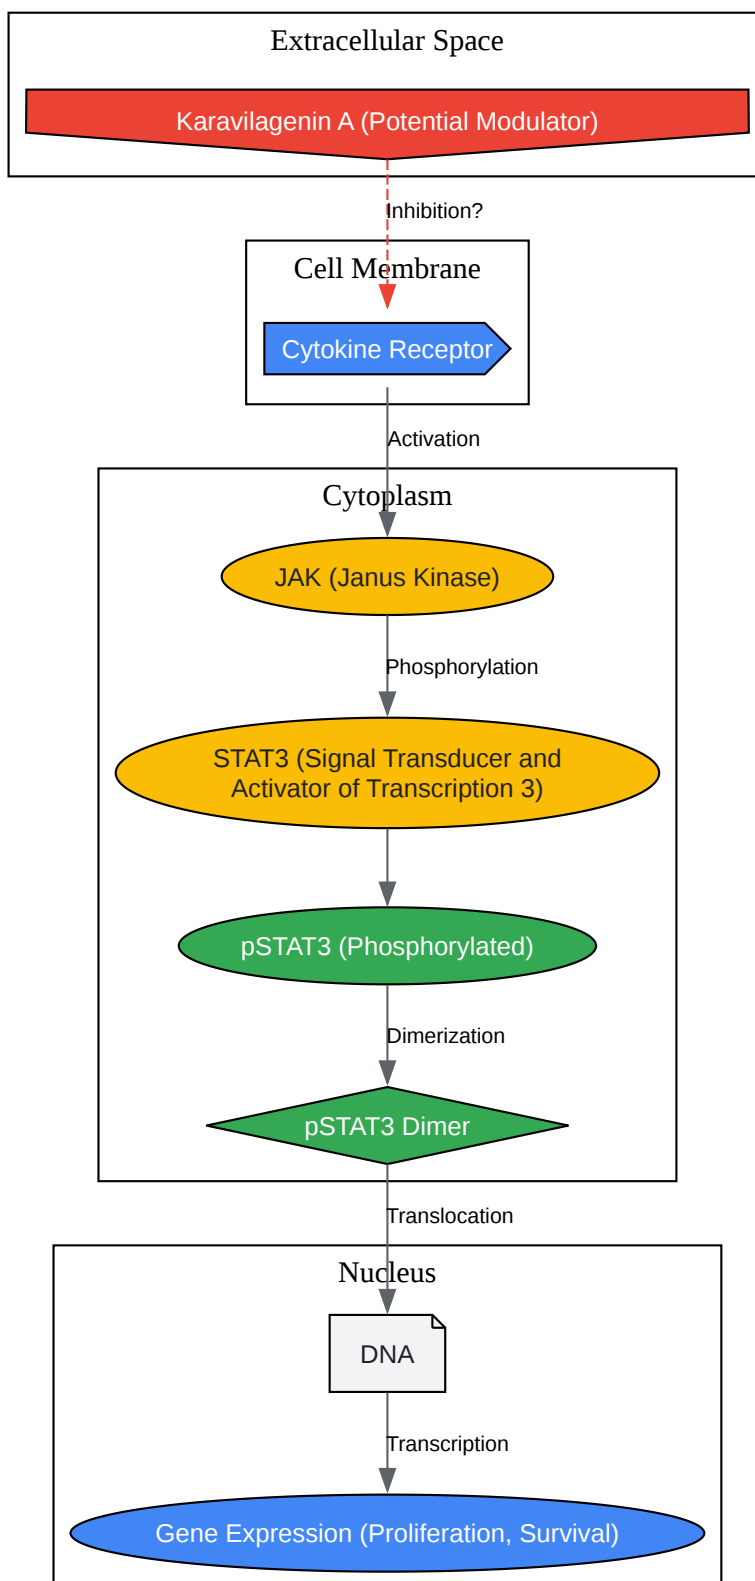 Extracellular Space
Karavilagenin A (Potential Modulator)
Inhibition?
Cell Membrane
Cytokine Receptor
Activation
Cytoplasm
JAK (Janus Kinase)
Phosphorylation
STAT3 (Signal Transducer and
Activator of Transcription 3)
pSTAT3 (Phosphorylated)
Dimerization
pSTAT3 Dimer
Translocation
Nucleus
DNA
Transcription
Gene Expression (Proliferation, Survival)